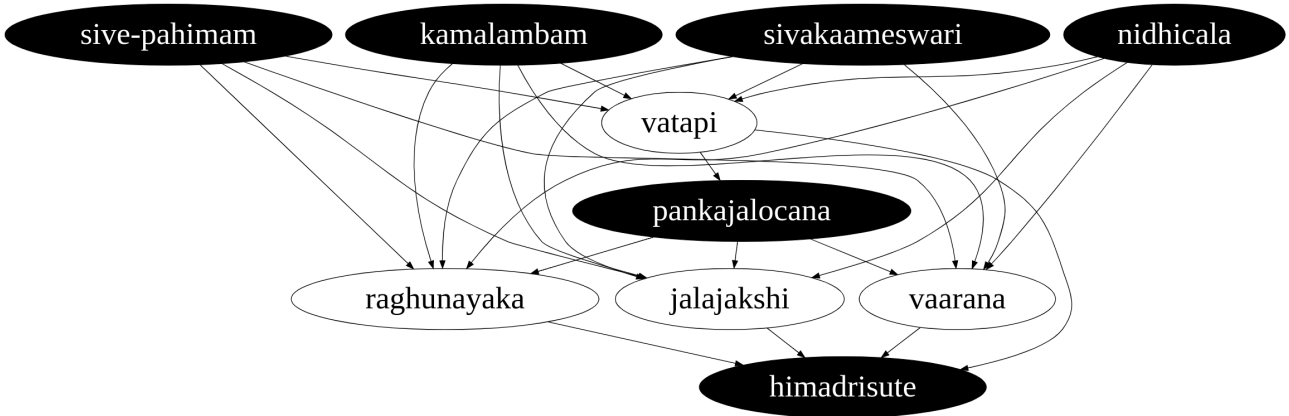 sive-pahimam
kamalambam
sivakaameswari
nidhicala
vatapi
pankajalocana
raghunayaka
jalajakshi
vaarana
himadrisute